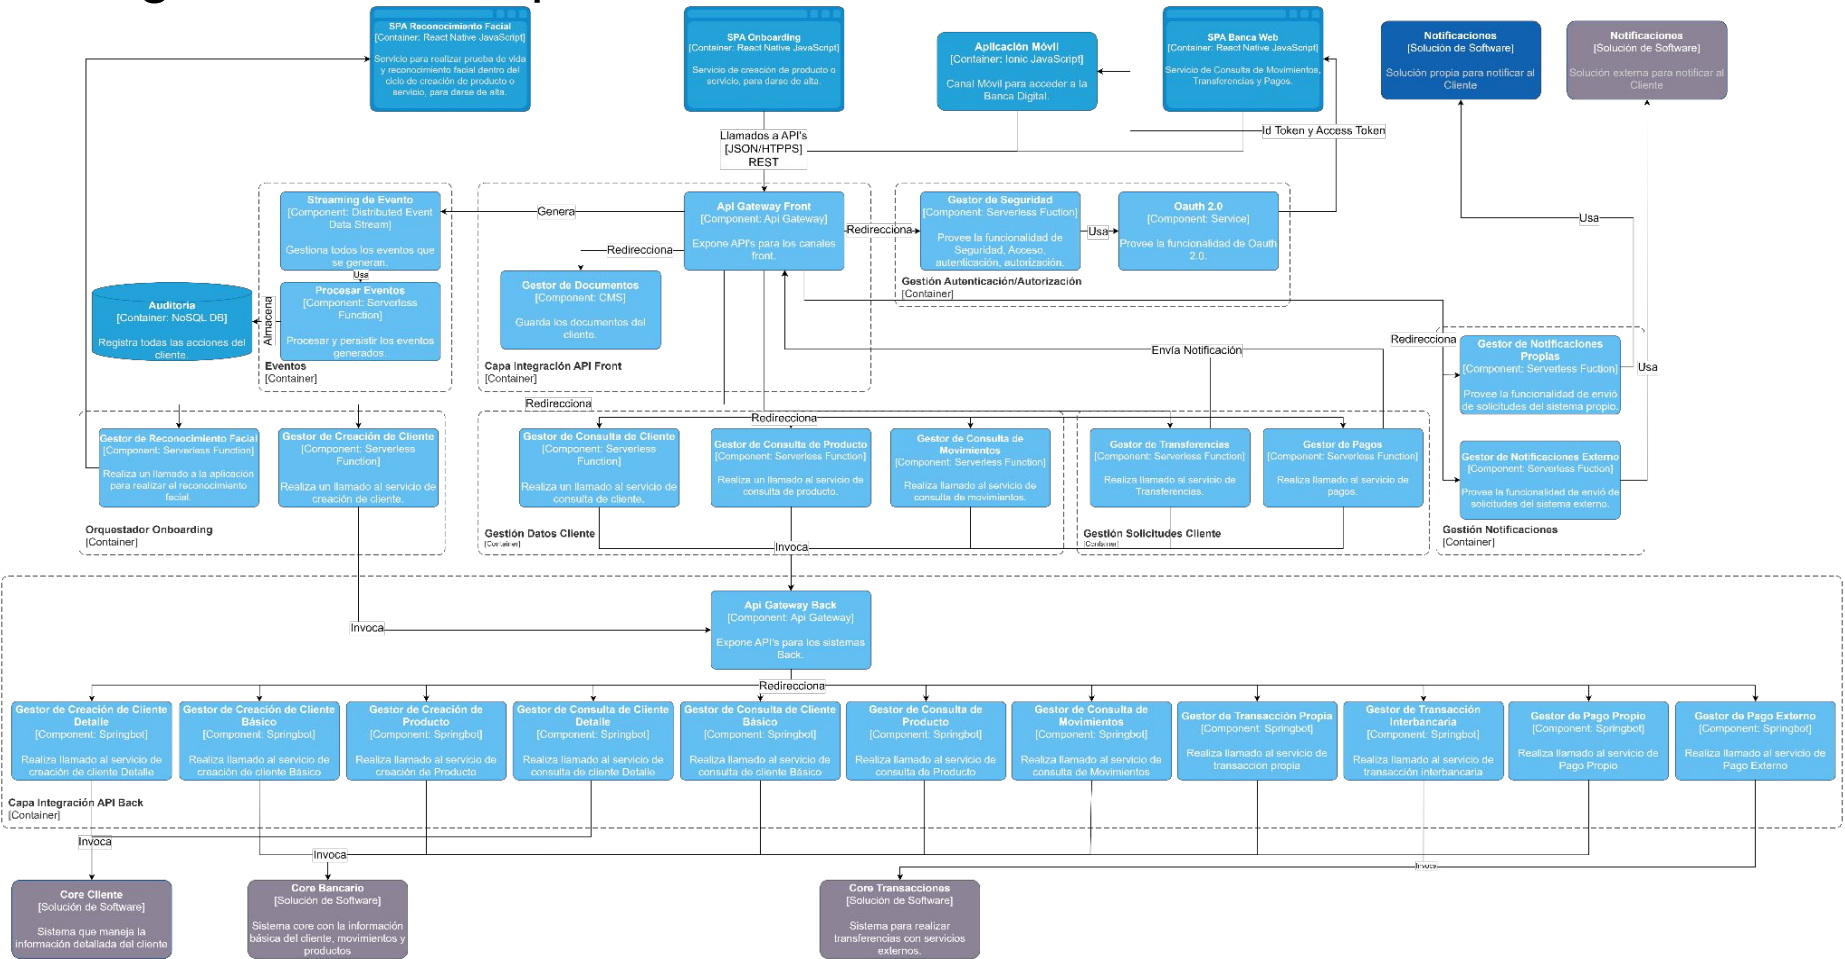 SPA Reconocimiento Facial
[Container: React Native JavaScript]
Servicio para realizar prueba de vida
y reconocimiento facial dentro del
ciclo de creación de producto o
servicio, para darse de alta.
SPA Onboarding
[Container: React Native JavaScript]
Servicio de creación de producto o
servicio, para darse de alta.
Aplicación Móvil
[Container: Ionic JavaScript]
Canal Móvil para acceder a la
Banca Digital.
SPA Banca Web
[Container: React Native JavaScript]
Servicio de Consulta de Movimientos,
Transferencias y Pagos.
Notificaciones
[Solución de Software]
Solución propia para notificar al
Cliente
Notificaciones
[Solución de Software]
Solución externa para notificar al
Cliente
Llamados a API's
[JSON/HTPPS]
REST
Id Token y Access Token
Streaming de Evento
[Component: Distributed Event
Data Stream]
Gestiona todos los eventos que
se generan.
Genera
Api Gateway Front
[Component: Api Gateway]
Expone API's para los canales
front.
Redirecciona
Gestor de Seguridad
[Component: Serverless Fuction]
Provee la funcionalidad de
Seguridad, Acceso,
autenticación, autorización.
Usa
Oauth 2.0
[Component: Service]
Provee la funcionalidad de Oauth
2.0.
Usa
Redirecciona
Usa
Gestor de Documentos
[Component: CMS]
Guarda los documentos del
cliente.
Gestión Autenticación/Autorización
[Container]
Auditoria
[Container: NoSQL DB]
Registra todas las acciones del
cliente.
Almacena
Procesar Eventos
[Component: Serverless
Function]
Procesar y persistir los eventos
generados.
Eventos
[Container]
Capa Integración API Front
[Container]
Envía Notificación
Redirecciona
Gestor de Notificaciones
Propias
[Component: Serverless Fuction]
Provee la funcionalidad de envió
de solicitudes del sistema propio.
Usa
Redirecciona
Redirecciona
Gestor de Reconocimiento Facial
[Component: Serverless Function]
Realiza un llamado a la aplicación
para realizar el reconocimiento
facial.
Gestor de Creación de Cliente
[Component: Serverless
Function]
Realiza un llamado al servicio de
creación de cliente.
Orquestador Onboarding
[Container]
Gestor de Consulta de Cliente
[Component: Serverless
Function]
Realiza un llamado al servicio de
consulta de cliente.
Gestor de Consulta de Producto
[Component: Serverless Function]
Realiza un llamado al servicio de
consulta de producto.
Gestor de Consulta de
Movimientos
[Component: Serverless Function]
Realiza llamado al servicio de
consulta de movimientos.
Gestor de Transferencias
[Component: Serverless Function]
Realiza llamado al servicio de
Transferencias.
Gestor de Pagos
[Component: Serverless Function]
Realiza llamado al servicio de
pagos.
Gestor de Notificaciones Externo
[Component: Serverless Fuction]
Provee la funcionalidad de envió de
solicitudes del sistema externo.
Gestión Datos Cliente
[Container]
Gestión Solicitudes Cliente
[Container]
Gestión Notificaciones
[Container]
Invoca
Api Gateway Back
[Component: Api Gateway]
Expone API's para los sistemas
Back.
Invoca
Redirecciona
Gestor de Creación de Cliente
Detalle
[Component: Springbot]
Realiza llamado al servicio de
creación de cliente Detalle
Gestor de Creación de Cliente
Básico
[Component: Springbot]
Realiza llamado al servicio de
creación de cliente Básico
Gestor de Creación de
Producto
[Component: Springbot]
Realiza llamado al servicio de
creación de Producto
Gestor de Consulta de Cliente
Detalle
[Component: Springbot]
Realiza llamado al servicio de
consulta de cliente Detalle
Gestor de Consulta de Cliente
Básico
[Component: Springbot]
Realiza llamado al servicio de
consulta de cliente Básico
Gestor de Consulta de
Producto
[Component: Springbot]
Realiza llamado al servicio de
consulta de Producto
Gestor de Consulta de
Movimientos
[Component: Springbot]
Realiza llamado al servicio de
consulta de Movimientos
Gestor de Transacción Propia
[Component: Springbot]
Realiza llamado al servicio de
transacción propia
Gestor de Transacción
Interbancaria
[Component: Springbot]
Realiza llamado al servicio de
transacción interbancaria
Gestor de Pago Propio
[Component: Springbot]
Realiza llamado al servicio de
Pago Propio
Gestor de Pago Externo
[Component: Springbot]
Realiza llamado al servicio de
Pago Externo
Capa Integración API Back
[Container]
Invoca
Invoca
Invoca
Core Cliente
[Solución de Software]
Sistema que maneja la
información detallada del cliente
Core Bancario
[Solución de Software]
Sistema core con la información
básica del cliente, movimientos y
productos
Core Transacciones
[Solución de Software]
Sistema para realizar
transferencias con servicios
externos.